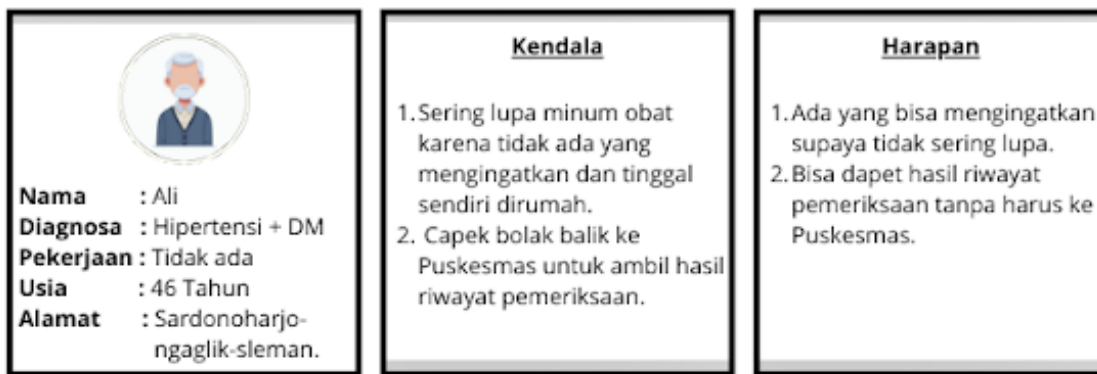 Nama : Ali
Diagnosa : Hipertensi + DM
Pekerjaan : Tidak ada
Usia : 46 Tahun
Alamat : Sardonoharjo-
ngaglik-sleman.
Kendala
1. Sering lupa minum obat
karena tidak ada yang
mengingatkan dan tinggal
sendiri dirumah.
2. Capek bolak balik ke
Puskesmas untuk ambil hasil
riwayat pemeriksaan.
Harapan
1. Ada yang bisa mengingatkan
supaya tidak sering lupa.
2. Bisa dapet hasil riwayat
pemeriksaan tanpa harus ke
Puskesmas.